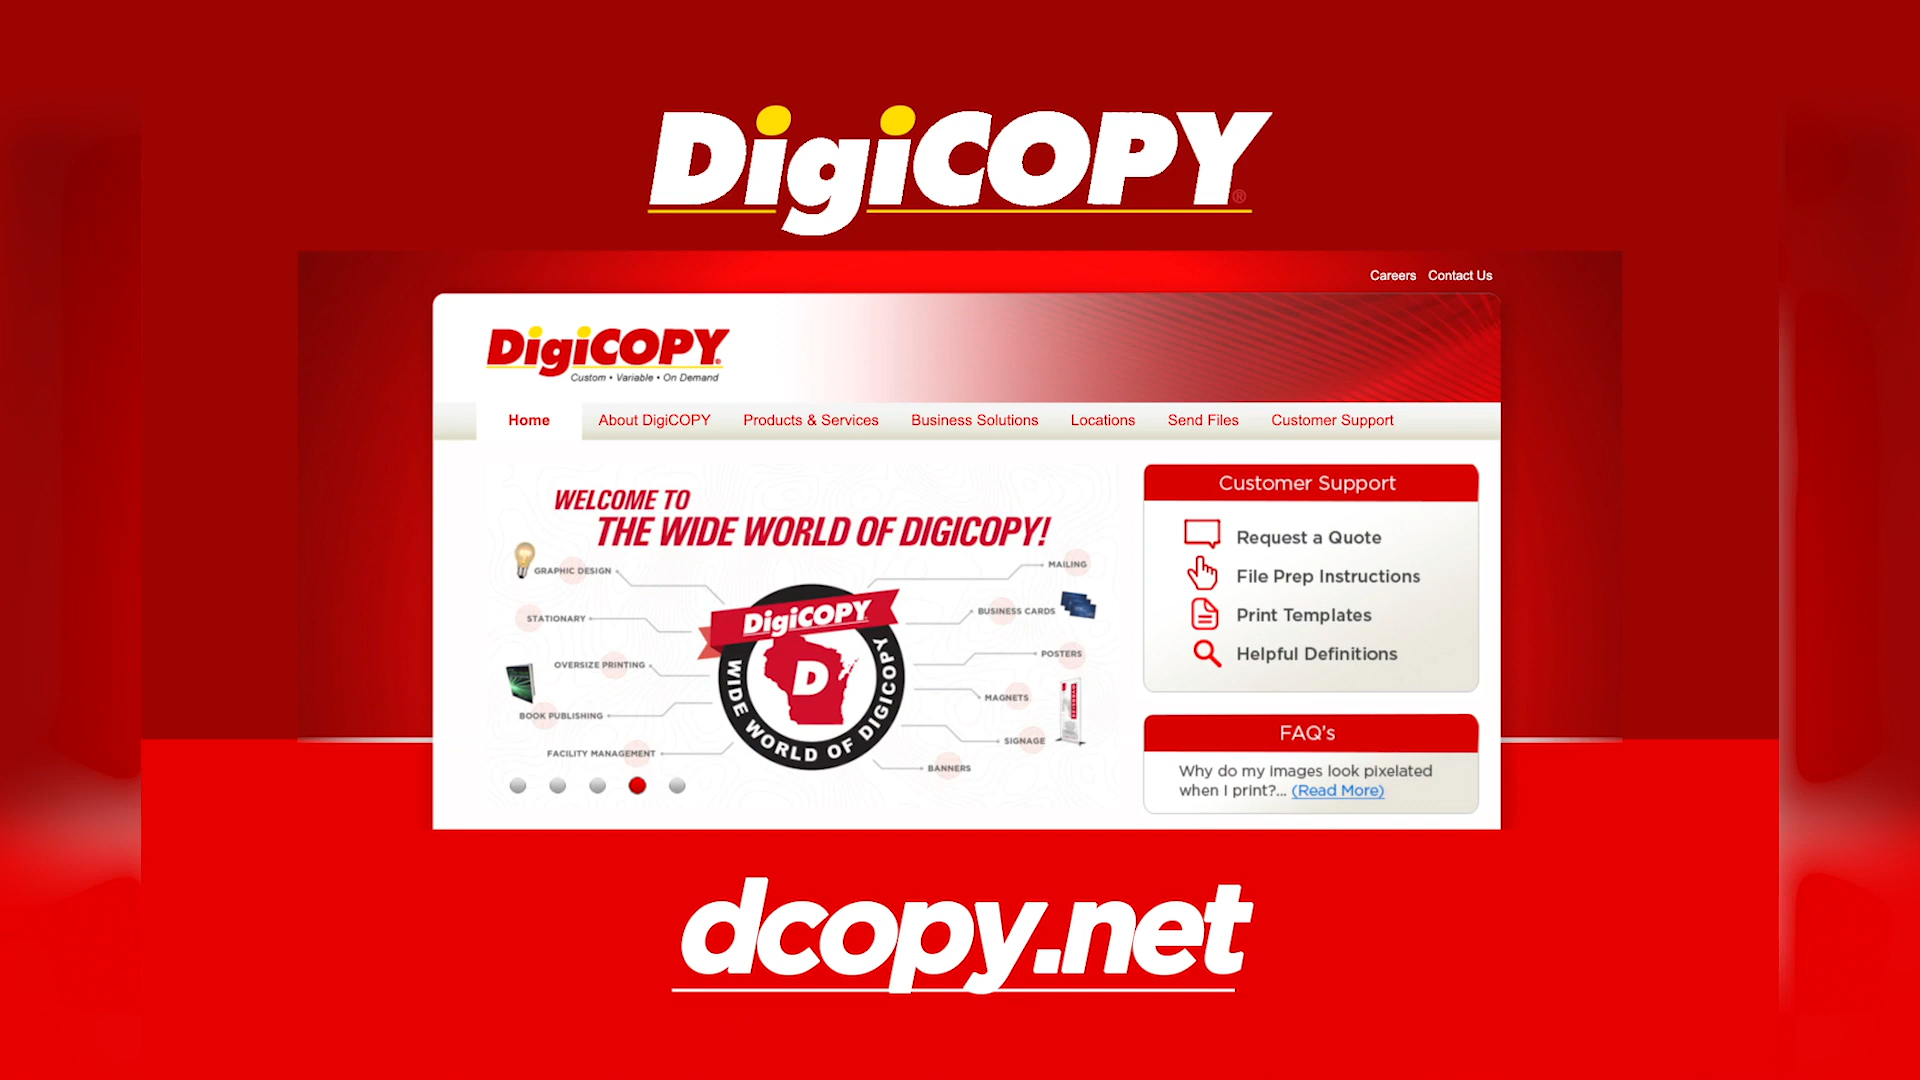 DigiCOPY®
Careers Contact Us
DigiCOPY
Custom • Variable • On Demand
Home About DigiCOPY Products & Services Business Solutions Locations Send Files Customer Support
WELCOME TO
THE WIDE WORLD OF DIGICOPY!
GRAPHIC DESIGN
STATIONARY
OVERSIZE PRINTING
BOOK PUBLISHING
FACILITY MANAGEMENT
DigiCOPY
D
WIDE WORLD OF DIGICOPY
MAILING
BUSINESS CARDS
POSTERS
MAGNETS
SIGNAGE
BANNERS
Customer Support
Request a Quote
File Prep Instructions
Print Templates
Helpful Definitions
FAQ's
Why do my images look pixelated
when I print?... (Read More)
dcopy.net